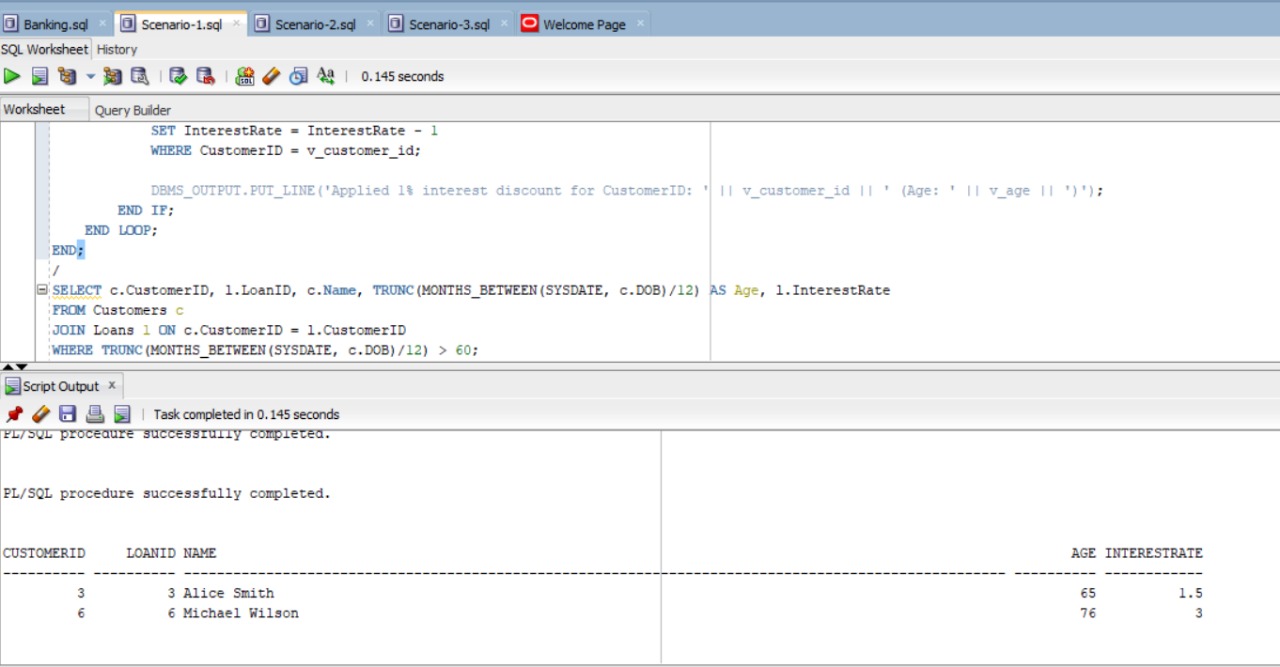 Banking.sql × Scenario-1.sql × Scenario-2.sql × Scenario-3.sql × Welcome Page ×
SQL Worksheet History
0.145 seconds
Worksheet Query Builder
SET InterestRate = InterestRate - 1
WHERE CustomerID = v_customer_id;
DBMS_OUTPUT.PUT_LINE('Applied 1% interest discount for CustomerID: ' || v_customer_id || ' (Age: ' || v_age || ')');
END IF;
END LOOP;
END;
/
SELECT c.CustomerID, l.LoanID, c.Name, TRUNC(MONTHS_BETWEEN(SYSDATE, c.DOB)/12) AS Age, l.InterestRate
FROM Customers c
JOIN Loans l ON c.CustomerID = l.CustomerID
WHERE TRUNC(MONTHS_BETWEEN(SYSDATE, c.DOB)/12) > 60;
Script Output x
Task completed in 0.145 seconds
PL/SQL procedure successfully completed.
PL/SQL procedure successfully completed.
CUSTOMERID LOANID NAME AGE INTERESTRATE
---------- ---------- ---------------------------------------------------------------------------------------------------- ---------- ------------
3 3 Alice Smith 65 1.5
6 6 Michael Wilson 76 3